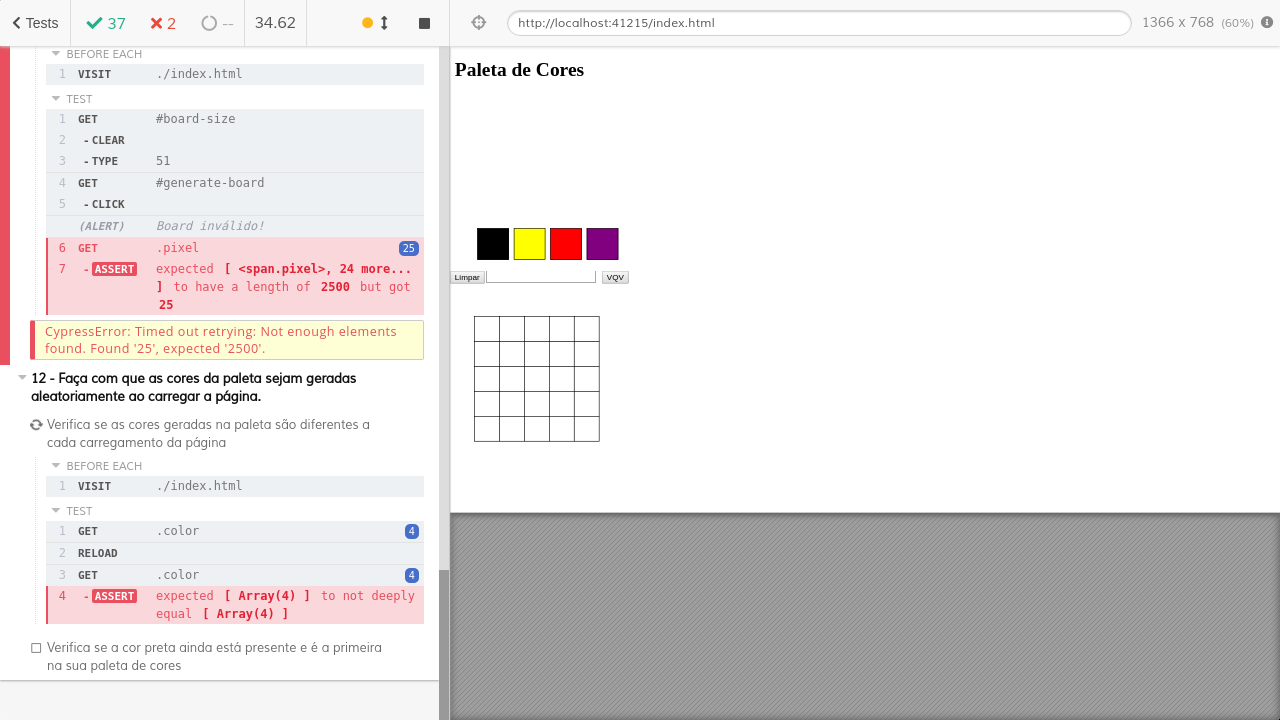 Tests 37 2 -- 34.62 http://localhost:41215/index.html 1366 x 768 (60%)
BEFORE EACH
1 VISIT ./index.html
TEST
1 GET #board-size
2 - CLEAR
3 - TYPE 51
4 GET #generate-board
5 - CLICK
(ALERT) Board inválido!
6 GET .pixel 25
7 - ASSERT expected [ <span.pixel>, 24 more...
] to have a length of 2500 but got
25
CypressError: Timed out retrying: Not enough elements
found. Found '25', expected '2500'.
12 - Faça com que as cores da paleta sejam geradas
aleatoriamente ao carregar a página.
Verifica se as cores geradas na paleta são diferentes a
cada carregamento da página
BEFORE EACH
1 VISIT ./index.html
TEST
1 GET .color 4
2 RELOAD
3 GET .color 4
4 - ASSERT expected [ Array(4) ] to not deeply
equal [ Array(4) ]
Verifica se a cor preta ainda está presente e é a primeira
na sua paleta de cores
Paleta de Cores
Limpar VQV